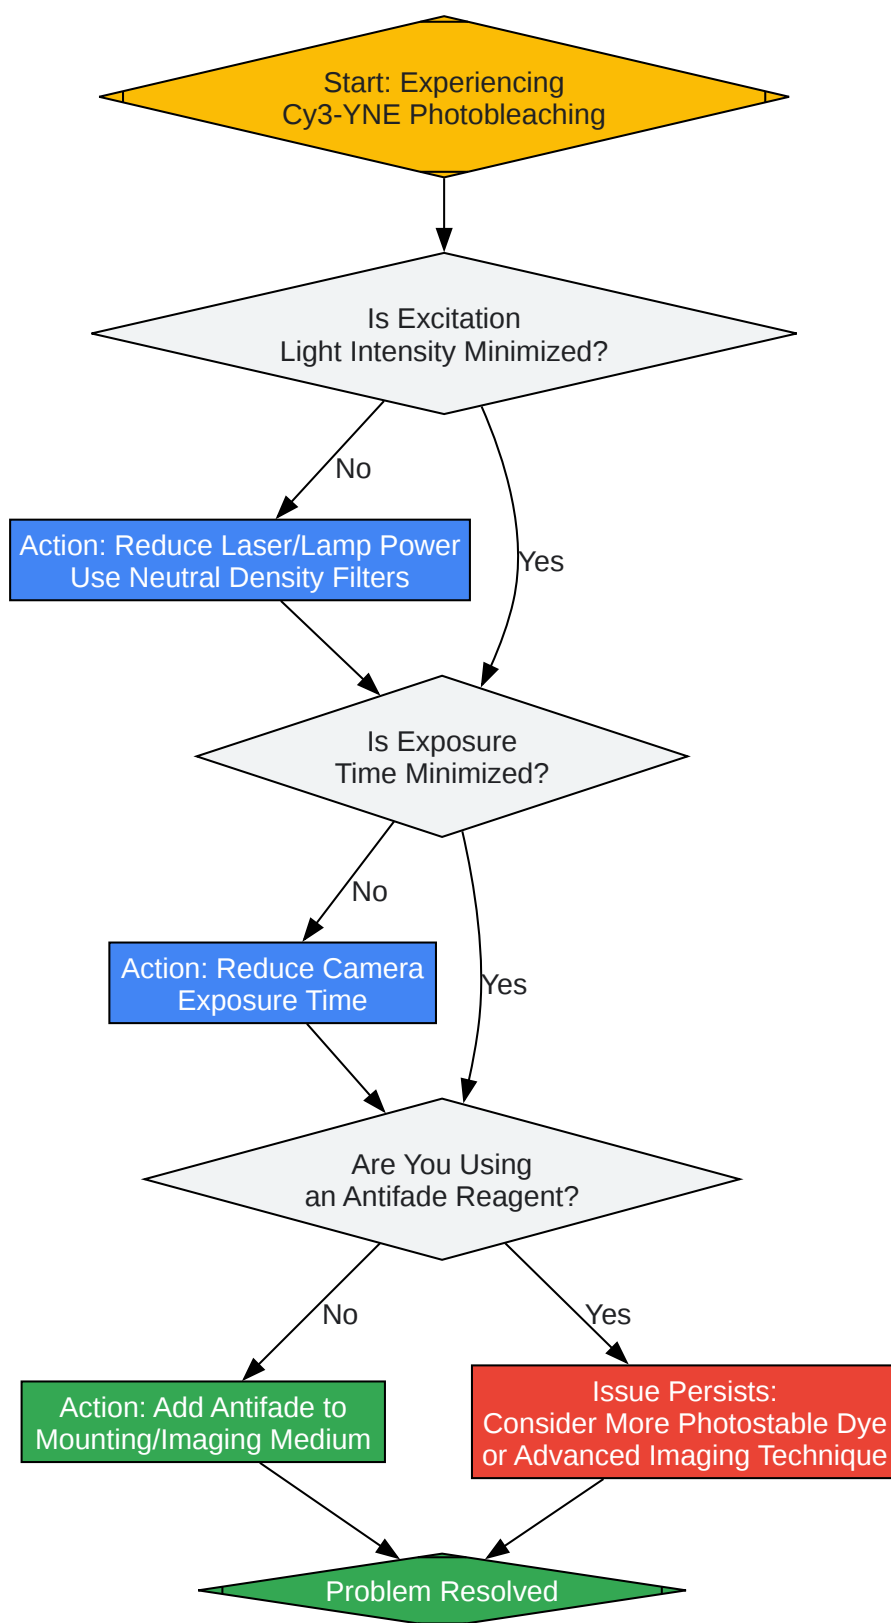 Start: Experiencing
Cy3-YNE Photobleaching
Is Excitation
Light Intensity Minimized?
No
Action: Reduce Laser/Lamp Power
Use Neutral Density Filters
Yes
Is Exposure
Time Minimized?
No
Action: Reduce Camera
Exposure Time
Yes
Are You Using
an Antifade Reagent?
No
Yes
Action: Add Antifade to
Mounting/Imaging Medium
Issue Persists:
Consider More Photostable Dye
or Advanced Imaging Technique
Problem Resolved